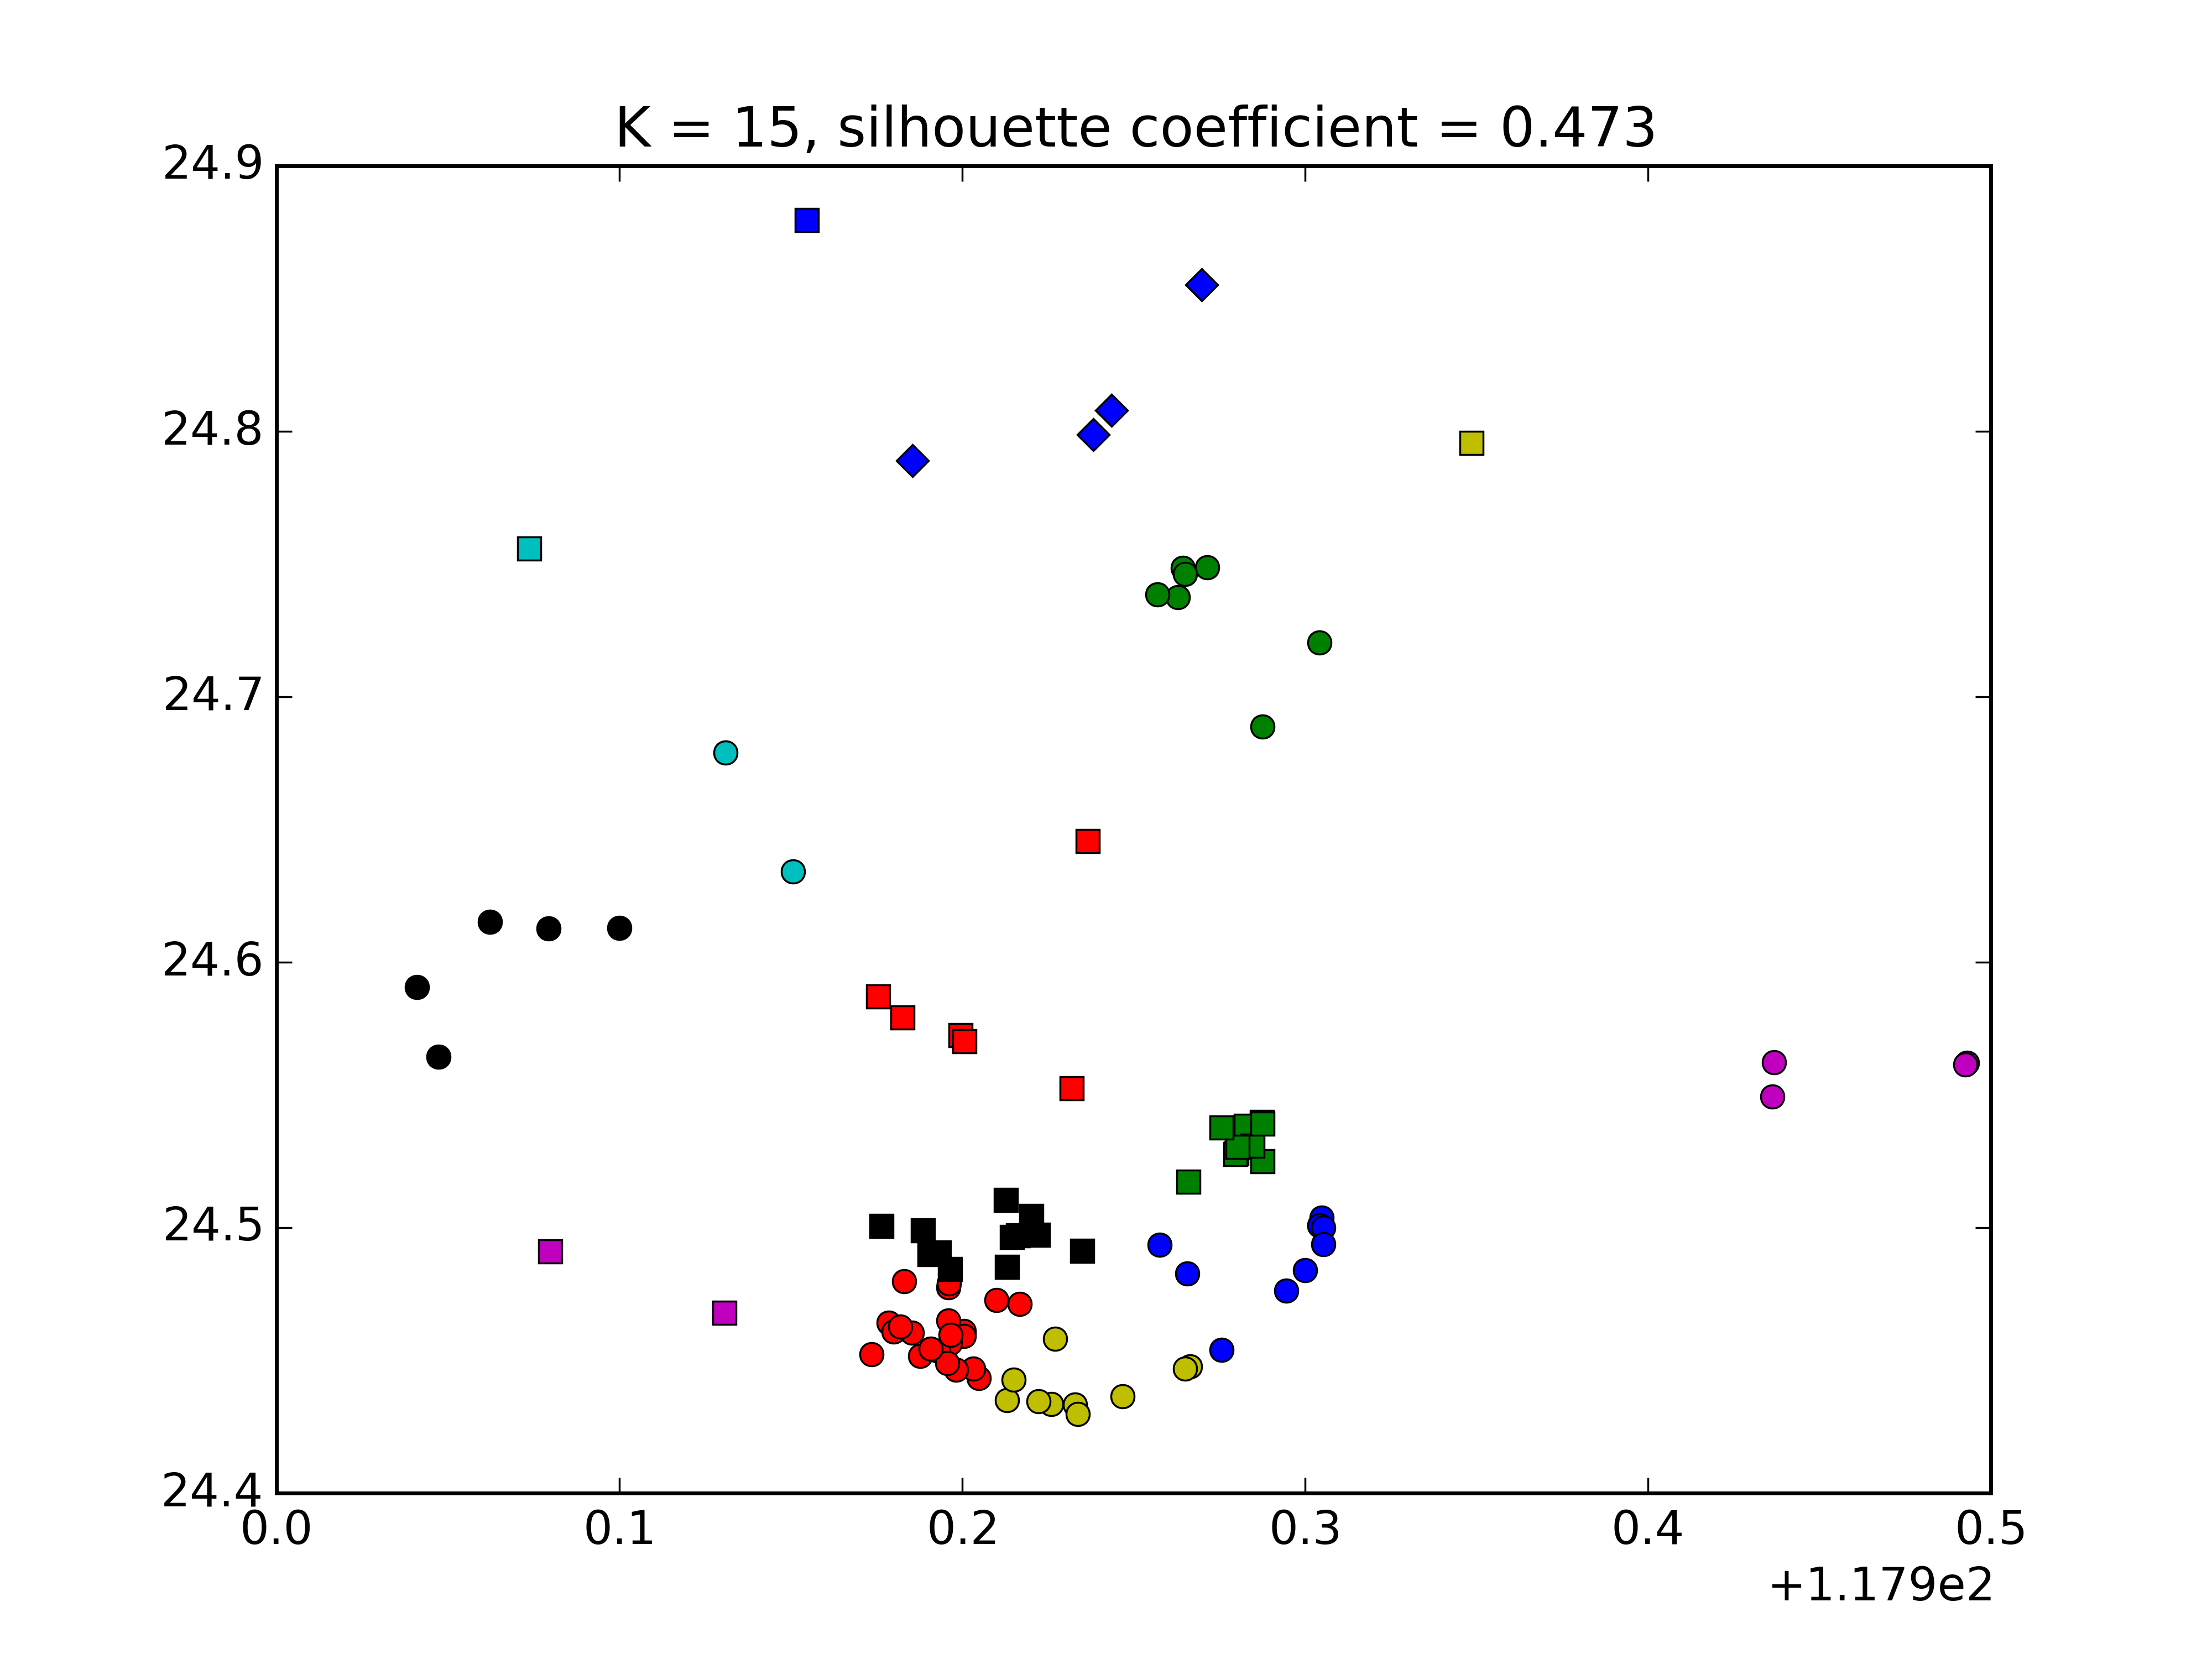 K = 15, silhouette coefficient = 0.473
24.9
24.8
24.7
24.6
24.5
24.4
0.0 0.1 0.2 0.3 0.4 0.5
+1.179e2